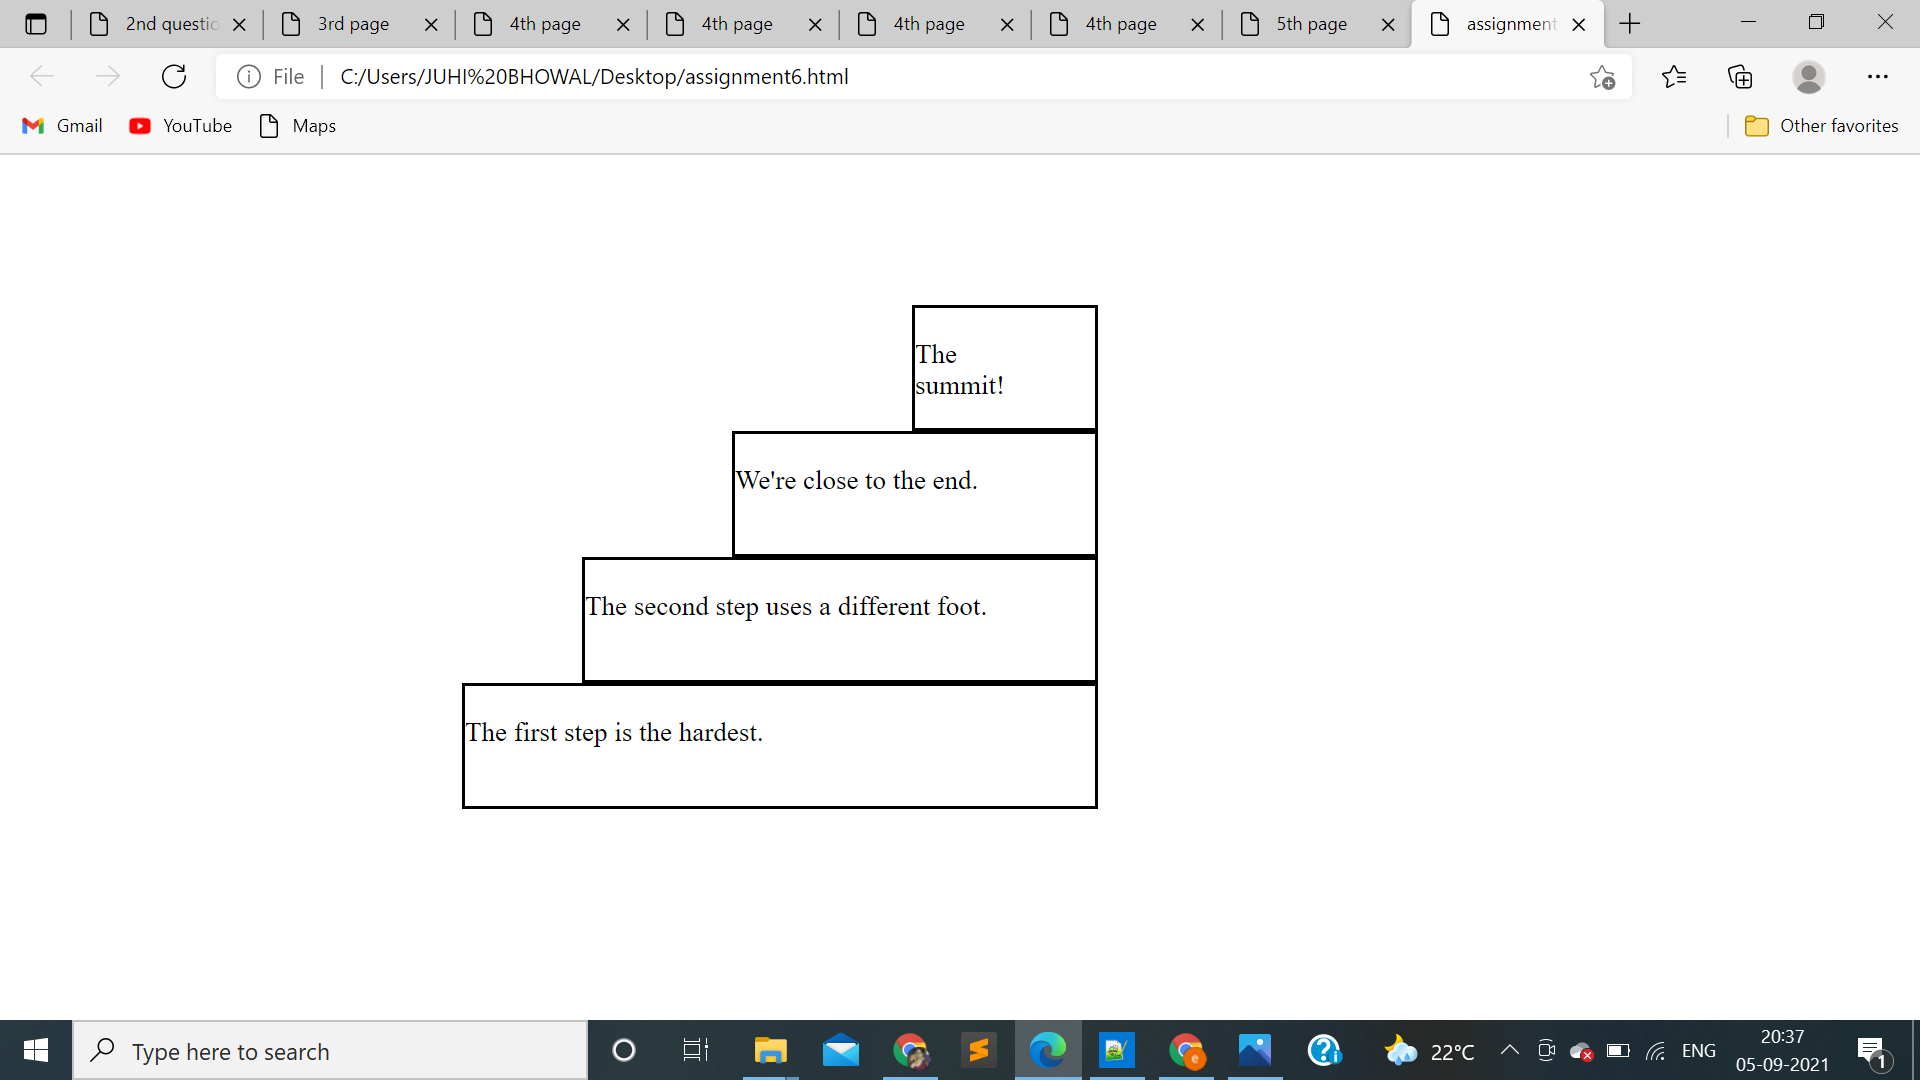 2nd questio
3rd page
4th page
4th page
4th page
4th page
5th page
assignment
File
C:/Users/JUHI%20BHOWAL/Desktop/assignment6.html
Gmail
YouTube
Maps
Other favorites
The
summit!
We're close to the end.
The second step uses a different foot.
The first step is the hardest.
Type here to search
22°C
ENG
20:37
05-09-2021
1